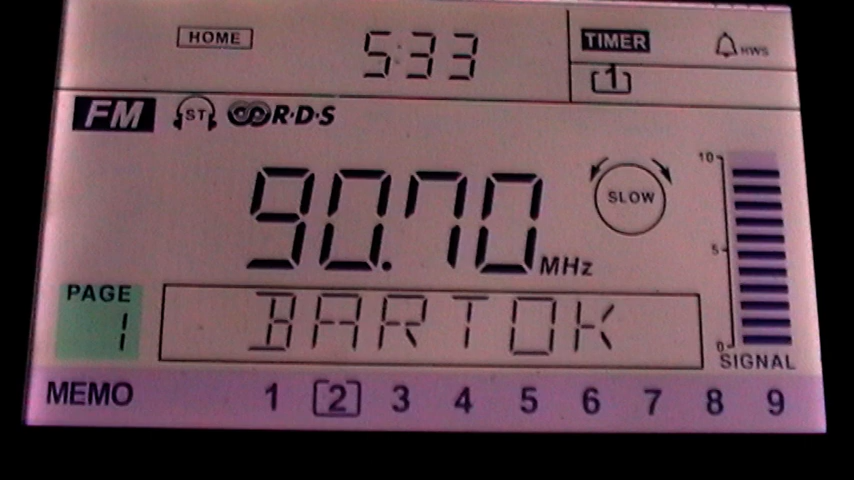 HOME 5:33 TIMER HWS
1
FM ST R·D·S
90.70 MHz
SLOW
10
5
0
SIGNAL
PAGE
1
BARTOK
MEMO 1 2 3 4 5 6 7 8 9